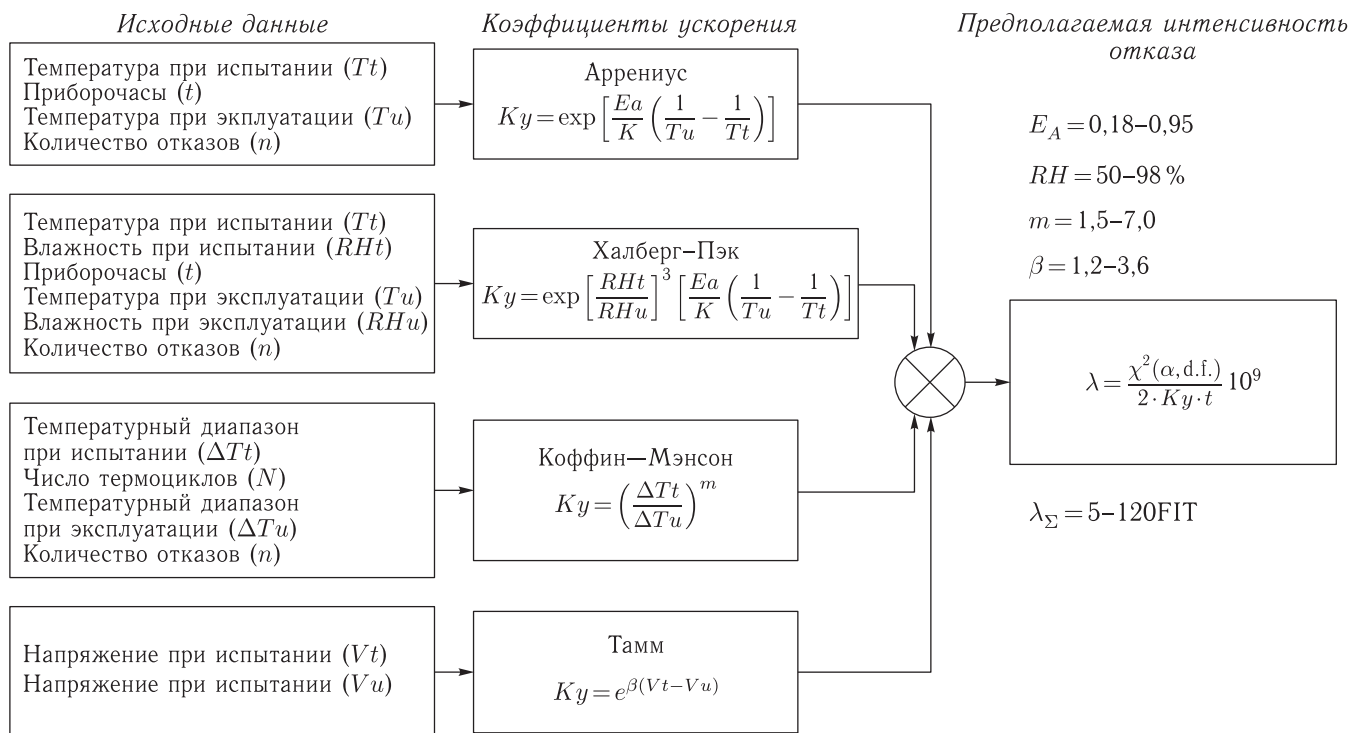 Исходные данные
Коэффициенты ускорения
Предполагаемая интенсивность
отказа
Температура при испытании (Tt)
Приборочасы (t)
Температура при экплуатации (Tu)
Количество отказов (n)
Аррениус
Ky = exp [Ea/K (1/Tu − 1/Tt)]
Температура при испытании (Tt)
Влажность при испытании (RHt)
Приборочасы (t)
Температура при эксплуатации (Tu)
Влажность при эксплуатации (RHu)
Количество отказов (n)
Халберг–Пэк
Ky = exp [RHt/RHu]^3 [Ea/K (1/Tu − 1/Tt)]
Температурный диапазон
при испытании (ΔTt)
Число термоциклов (N)
Температурный диапазон
при эксплуатации (ΔTu)
Количество отказов (n)
Коффин—Мэнсон
Ky = (ΔTt/ΔTu)^m
Напряжение при испытании (Vt)
Напряжение при испытании (Vu)
Тамм
Ky = e^{β(Vt−Vu)}
E_A = 0,18–0,95
RH = 50–98 %
m = 1,5–7,0
β = 1,2–3,6
λ = χ^2(α, d.f.)/(2 · Ky · t) 10^9
λ_Σ = 5–120FIT